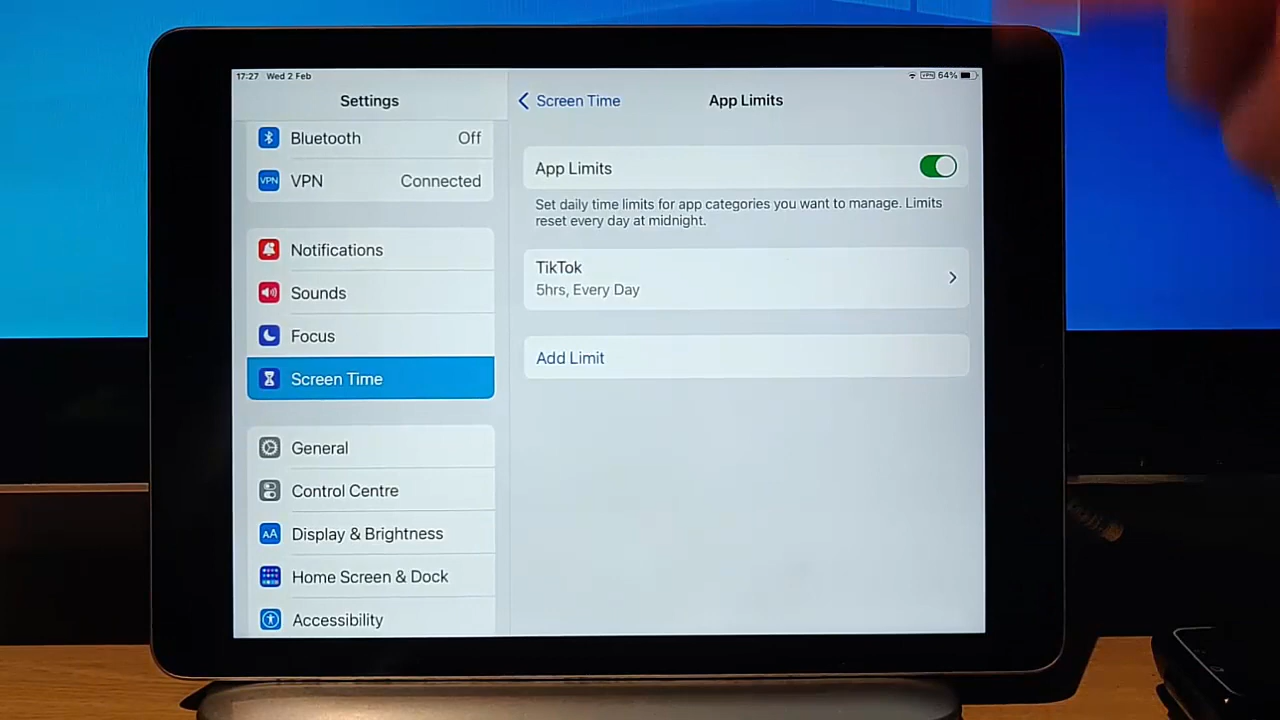 17:27 Wed 2 Feb
VPN 64%
Settings
Bluetooth Off
VPN VPN Connected
Notifications
Sounds
Focus
Screen Time
General
Control Centre
AA Display & Brightness
Home Screen & Dock
Accessibility
Screen Time
App Limits
App Limits
Set daily time limits for app categories you want to manage. Limits
reset every day at midnight.
TikTok
5hrs, Every Day
Add Limit